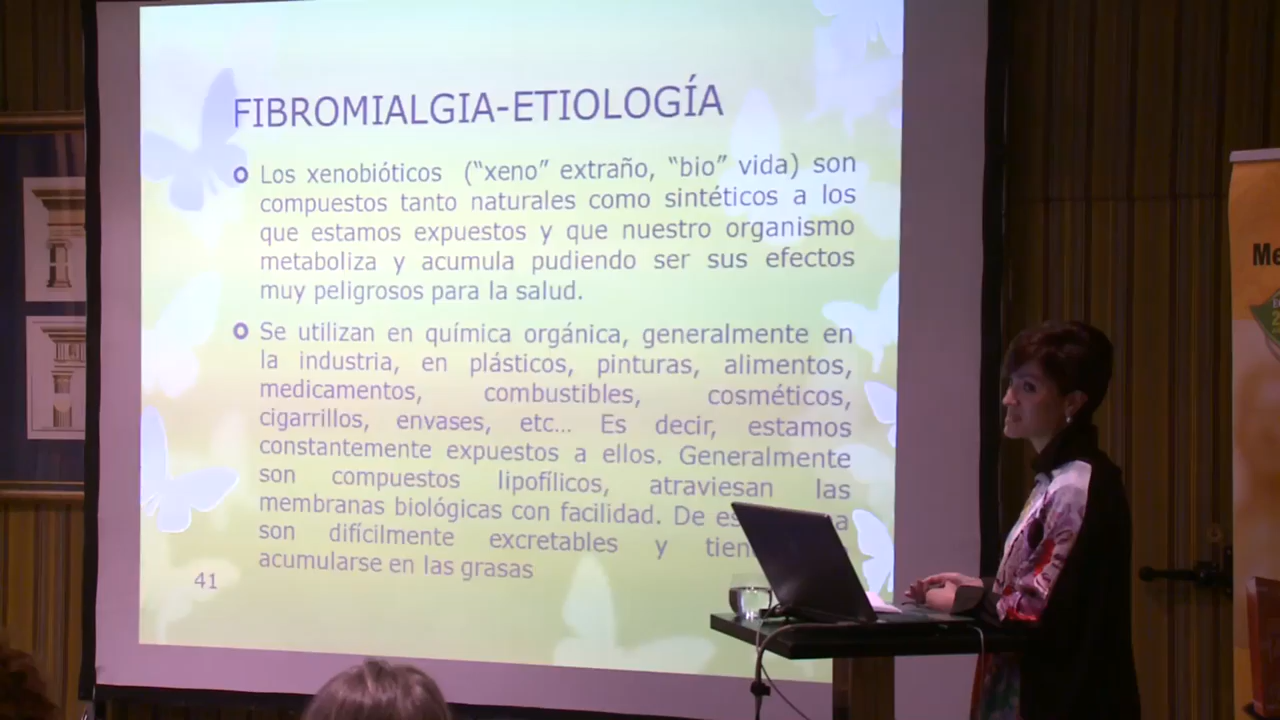 FIBROMIALGIA-ETIOLOGÍA
Los xenobióticos ("xeno" extraño, "bio" vida) son
compuestos tanto naturales como sintéticos a los
que estamos expuestos y que nuestro organismo
metaboliza y acumula pudiendo ser sus efectos
muy peligrosos para la salud.
Se utilizan en química orgánica, generalmente en
la industria, en plásticos, pinturas, alimentos,
medicamentos, combustibles, cosméticos,
cigarrillos, envases, etc... Es decir, estamos
constantemente expuestos a ellos. Generalmente
son compuestos lipofílicos, atraviesan las
membranas biológicas con facilidad. De
son difícilmente excretables y
acumularse en las grasas
41